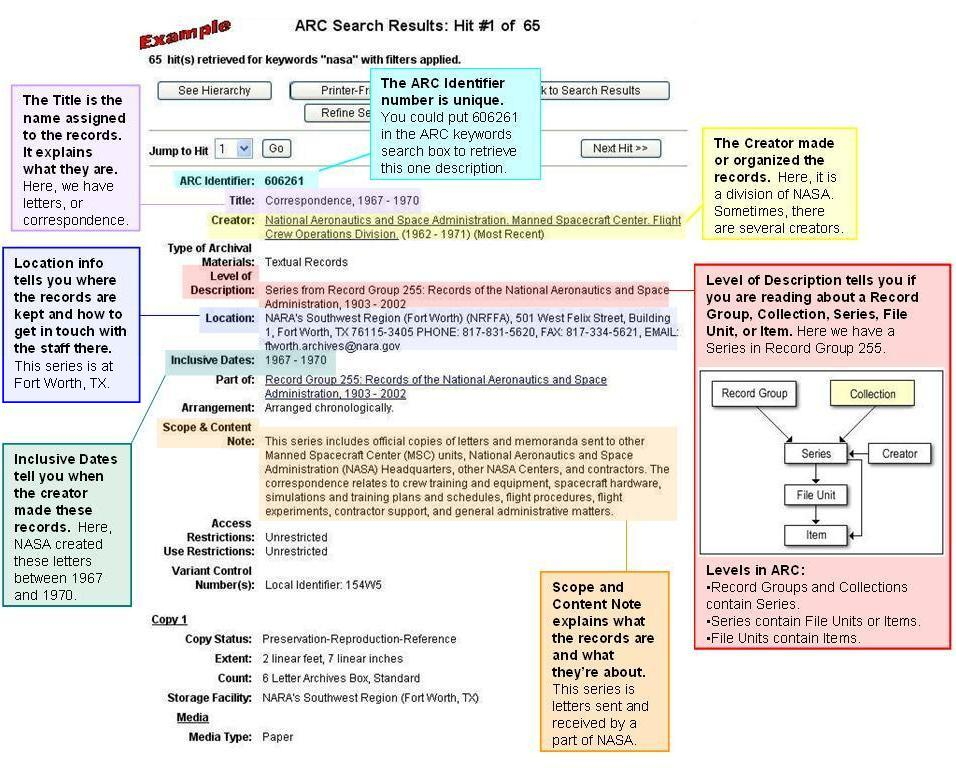 Example
ARC Search Results: Hit #1 of 65
65 hit(s) retrieved for keywords "nasa" with filters applied.
See Hierarchy
Printer-Fr
k to Search Results
Refine Se
Jump to Hit 1 Go
Next Hit >>
ARC Identifier: 606261
Title: Correspondence, 1967 - 1970
Creator: National Aeronautics and Space Administration. Manned Spacecraft Center. Flight
Crew Operations Division. (1962 - 1971) (Most Recent)
Type of Archival
Materials: Textual Records
Level of
Description: Series from Record Group 255: Records of the National Aeronautics and Space
Administration, 1903 - 2002
Location: NARA's Southwest Region (Fort Worth) (NRFFA), 501 West Felix Street, Building
1, Fort Worth, TX 76115-3405 PHONE: 817-831-5620, FAX: 817-334-5621, EMAIL:
ftworth.archives@nara.gov
Inclusive Dates: 1967 - 1970
Part of: Record Group 255: Records of the National Aeronautics and Space
Administration, 1903 - 2002
Arrangement: Arranged chronologically.
Scope & Content
Note: This series includes official copies of letters and memoranda sent to other
Manned Spacecraft Center (MSC) units, National Aeronautics and Space
Administration (NASA) Headquarters, other NASA Centers, and contractors. The
correspondence relates to crew training and equipment, spacecraft hardware,
simulations and training plans and schedules, flight procedures, flight
experiments, contractor support, and general administrative matters.
Access
Restrictions: Unrestricted
Use Restrictions: Unrestricted
Variant Control
Number(s): Local Identifier: 154W5
Copy 1
Copy Status: Preservation-Reproduction-Reference
Extent: 2 linear feet, 7 linear inches
Count: 6 Letter Archives Box, Standard
Storage Facility: NARA's Southwest Region (Fort Worth, TX)
Media
Media Type: Paper
The Title is the
name assigned
to the records.
It explains
what they are.
Here, we have
letters, or
correspondence.
Location info
tells you where
the records are
kept and how to
get in touch with
the staff there.
This series is at
Fort Worth, TX.
Inclusive Dates
tell you when
the creator
made these
records. Here,
NASA created
these letters
between 1967
and 1970.
The ARC Identifier
number is unique.
You could put 606261
in the ARC keywords
search box to retrieve
this one description.
The Creator made
or organized the
records. Here, it is
a division of NASA.
Sometimes, there
are several creators.
Level of Description tells you if
you are reading about a Record
Group, Collection, Series, File
Unit, or Item. Here we have a
Series in Record Group 255.
Record Group
Collection
Series
Creator
File Unit
Item
Levels in ARC:
•Record Groups and Collections
contain Series.
•Series contain File Units or Items.
•File Units contain Items.
Scope and
Content Note
explains what
the records are
and what
they're about.
This series is
letters sent and
received by a
part of NASA.